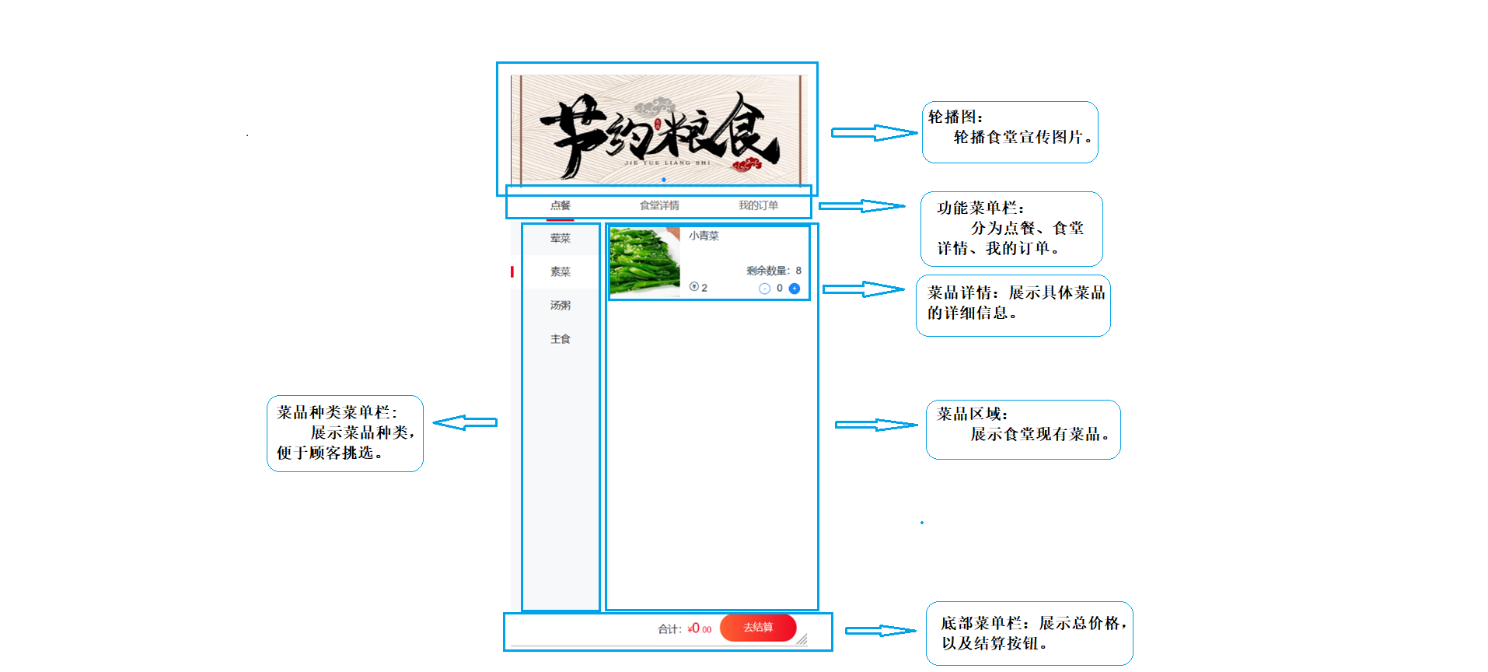 节约粮食
JIE YUE LIANG SHI
点餐
食堂详情
我的订单
荤菜
素菜
汤粥
主食
小青菜
剩余数量：8
¥ 2
- 0 +
合计：¥0.00
去结算
轮播图：
轮播食堂宣传图片。
功能菜单栏：
分为点餐、食堂
详情、我的订单。
菜品详情：展示具体菜品
的详细信息。
菜品种类菜单栏：
展示菜品种类，
便于顾客挑选。
菜品区域：
展示食堂现有菜品。
底部菜单栏：展示总价格，
以及结算按钮。